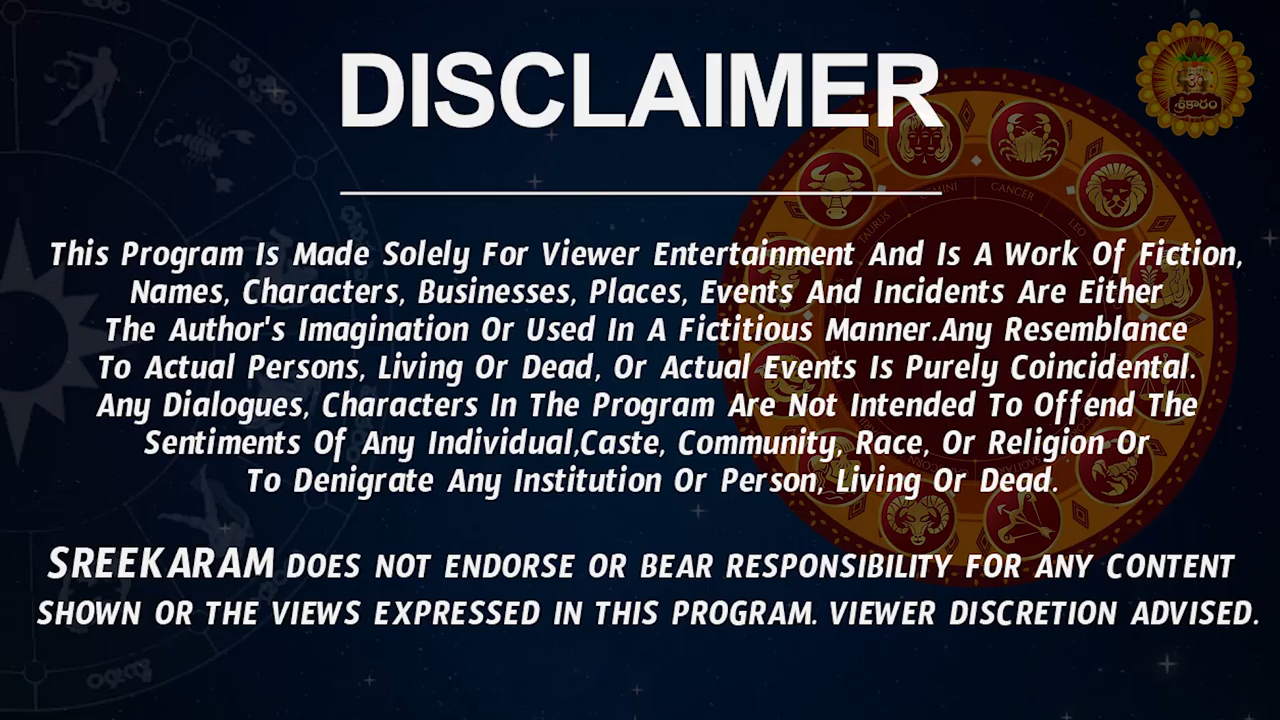 DISCLAIMER
శ్రీకారం
GEMINI
CANCER
TAURUS
LEO
This Program Is Made Solely For Viewer Entertainment And Is A Work Of Fiction,
Names, Characters, Businesses, Places, Events And Incidents Are Either
The Author's Imagination Or Used In A Fictitious Manner.Any Resemblance
To Actual Persons, Living Or Dead, Or Actual Events Is Purely Coincidental.
Any Dialogues, Characters In The Program Are Not Intended To Offend The
Sentiments Of Any Individual,Caste, Community, Race, Or Religion Or
To Denigrate Any Institution Or Person, Living Or Dead.
SREEKARAM DOES NOT ENDORSE OR BEAR RESPONSIBILITY FOR ANY CONTENT
SHOWN OR THE VIEWS EXPRESSED IN THIS PROGRAM. VIEWER DISCRETION ADVISED.